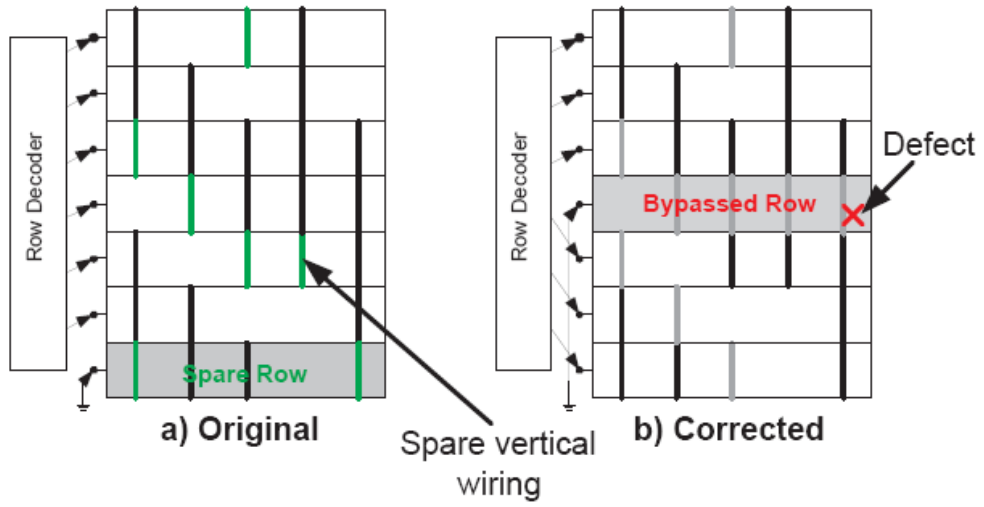 Row Decoder
Spare Row
a) Original
Spare vertical
wiring
Row Decoder
Bypassed Row
Defect
b) Corrected